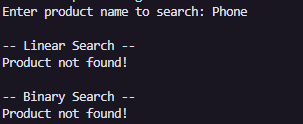 Enter product name to search: Phone
-- Linear Search --
Product not found!
-- Binary Search --
Product not found!